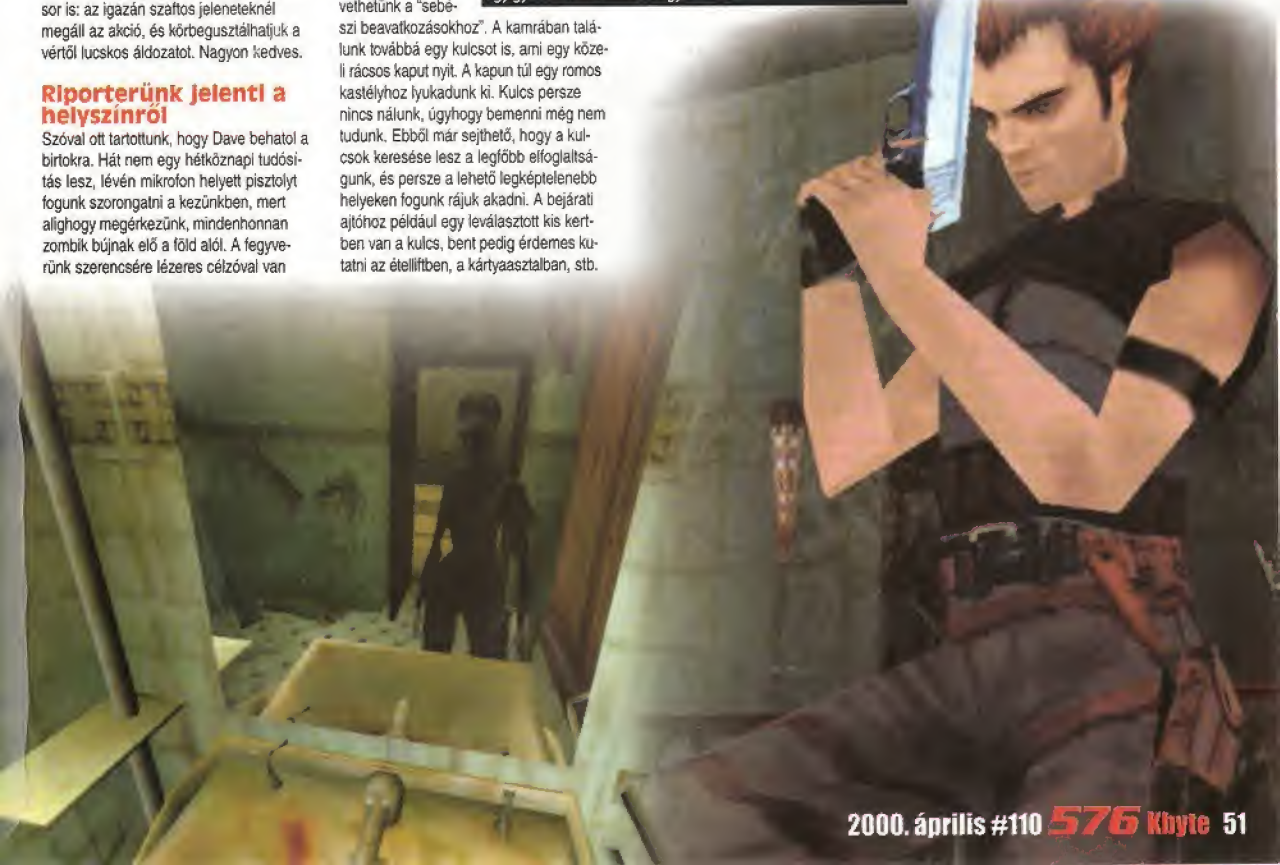 sor is: az igazán szaftos jeleneteknél
megáll az akció, és körbegusztálhatjuk a
vértől lucskos áldozatot. Nagyon kedves.
Riporterünk jelenti a
helyszínről
Szóval ott tartottunk, hogy Dave behatol a
birtokra. Hát nem egy hétköznapi tudósí-
tás lesz, lévén mikrofon helyett pisztolyt
fogunk szorongatni a kezünkben, mert
alighogy megérkezünk, mindenhonnan
zombik bújnak elő a föld alól. A fegyve-
rünk szerencsére lézeres célzóval van
vethetünk a "sebé-
szi beavatkozásokhoz". A kamrában talá-
lunk továbbá egy kulcsot is, ami egy köze-
li rácsos kaput nyit. A kapun túl egy romos
kastélyhoz lyukadunk ki. Kulcs persze
nincs nálunk, úgyhogy bemenni még nem
tudunk. Ebből már sejthető, hogy a kul-
csok keresése lesz a legfőbb elfoglaltsá-
gunk, és persze a lehető legképtelenebb
helyeken fogunk rájuk akadni. A bejárati
ajtóhoz például egy leválasztott kis kert-
ben van a kulcs, bent pedig érdemes ku-
tatni az ételliftben, a kártyaasztalban, stb.
2000. április #110 576 Kbyte 51